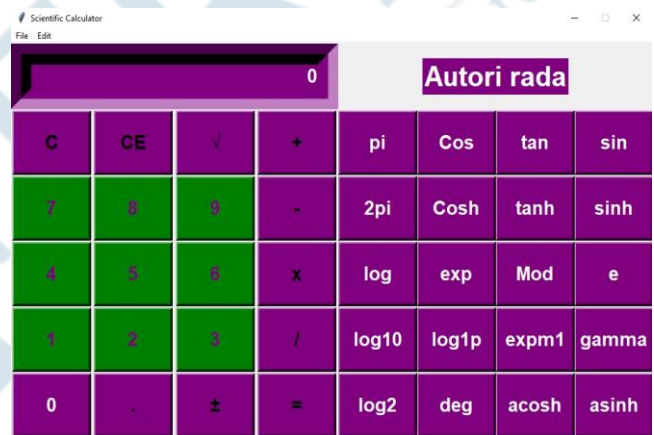 Scientific Calculator
File Edit
0 Autori rada
C CE √ + pi Cos tan sin
7 8 9 - 2pi Cosh tanh sinh
4 5 6 x log exp Mod e
1 2 3 / log10 log1p expm1 gamma
0 . ± = log2 deg acosh asinh